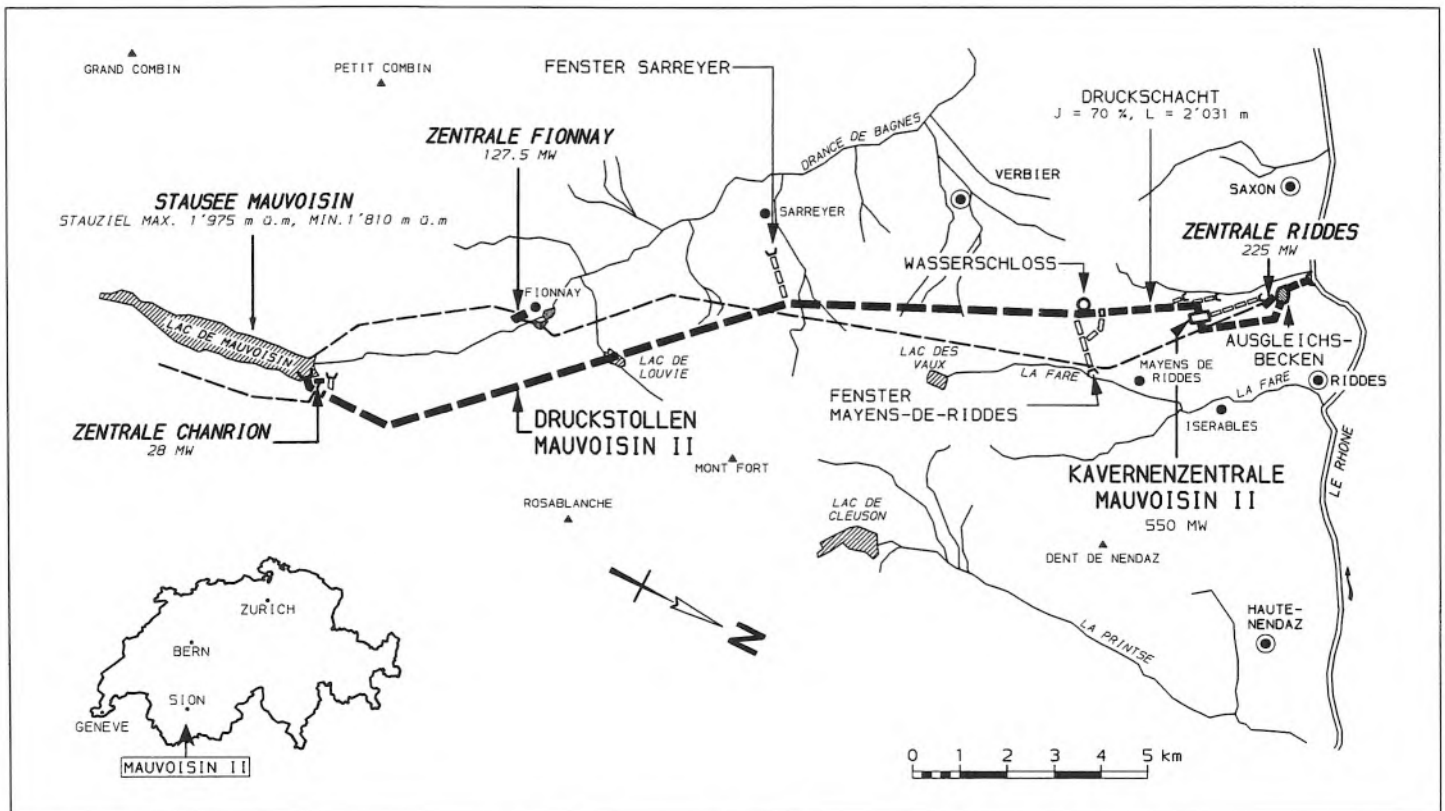 GRAND COMBIN
PETIT COMBIN
FENSTER SARREYER
DRUCKSCHACHT
J = 70 %, L = 2'031 m
ZENTRALE FIONNAY
127.5 MW
DRANCE DE BAGNES
VERBIER
STAUSEE MAUVOISIN
STAUZIEL MAX. 1'975 m ü.m, MIN.1'810 m ü.m
SARREYER
SAXON
ZENTRALE RIDDES
225 MW
WASSERSCHLOSS
FIONNAY
LAC DE MAUVOISIN
LAC DE
LOUVIE
LAC DES
VAUX
LA FARE
MAYENS DE
RIDDES
AUSGLEICHS-
BECKEN
LA FARE
RIDDES
ZENTRALE CHANRION
28 MW
DRUCKSTOLLEN
MAUVOISIN II
FENSTER
MAYENS-DE-RIDDES
ISERABLES
MONT FORT
KAVERNENZENTRALE
MAUVOISIN II
550 MW
LE RHÔNE
ROSABLANCHE
LAC DE
CLEUSON
DENT DE NENDAZ
N
HAUTE-
NENDAZ
LA PRINTSE
ZURICH
BERN
SION
GENEVE
MAUVOISIN II
0 1 2 3 4 5 km